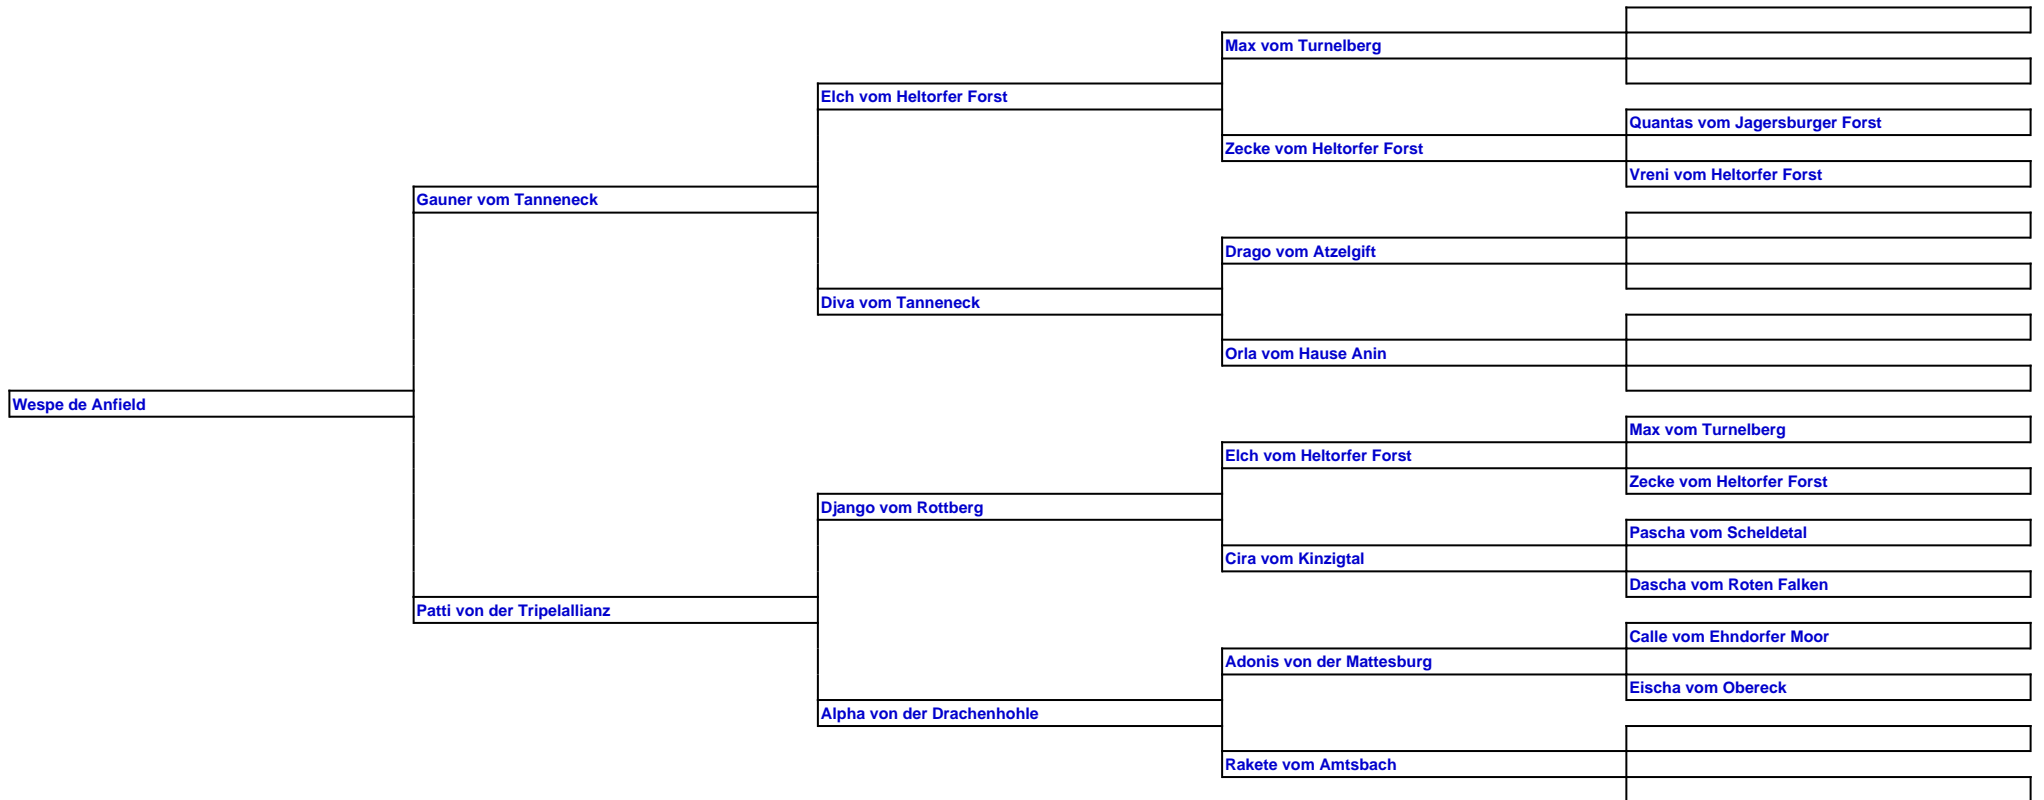 Max vom Turnelberg
Elch vom Heltorfer Forst
Quantas vom Jagersburger Forst
Zecke vom Heltorfer Forst
Vreni vom Heltorfer Forst
Gauner vom Tanneneck
Drago vom Atzelgift
Diva vom Tanneneck
Orla vom Hause Anin
Wespe de Anfield
Max vom Turnelberg
Elch vom Heltorfer Forst
Zecke vom Heltorfer Forst
Django vom Rottberg
Pascha vom Scheldetal
Cira vom Kinzigtal
Dascha vom Roten Falken
Patti von der Tripelallianz
Calle vom Ehndorfer Moor
Adonis von der Mattesburg
Eischa vom Obereck
Alpha von der Drachenhohle
Rakete vom Amtsbach